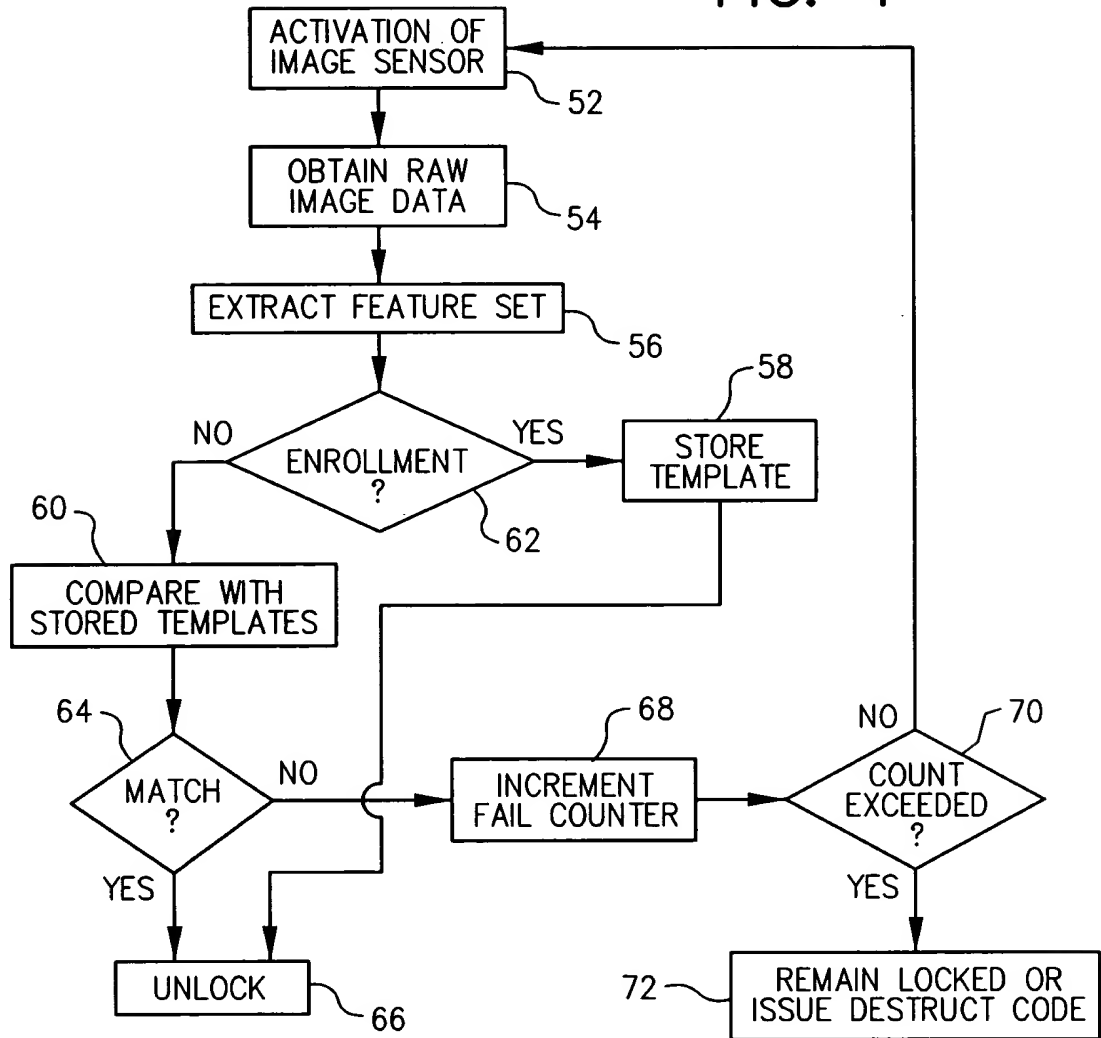 ACTIVATION OF
IMAGE SENSOR
52
OBTAIN RAW
IMAGE DATA
54
EXTRACT FEATURE SET
56
58
NO
YES
ENROLLMENT
?
STORE
TEMPLATE
62
60
COMPARE WITH
STORED TEMPLATES
64
MATCH
?
NO
YES
68
INCREMENT
FAIL COUNTER
NO
70
COUNT
EXCEEDED
?
YES
UNLOCK
66
72
REMAIN LOCKED OR
ISSUE DESTRUCT CODE